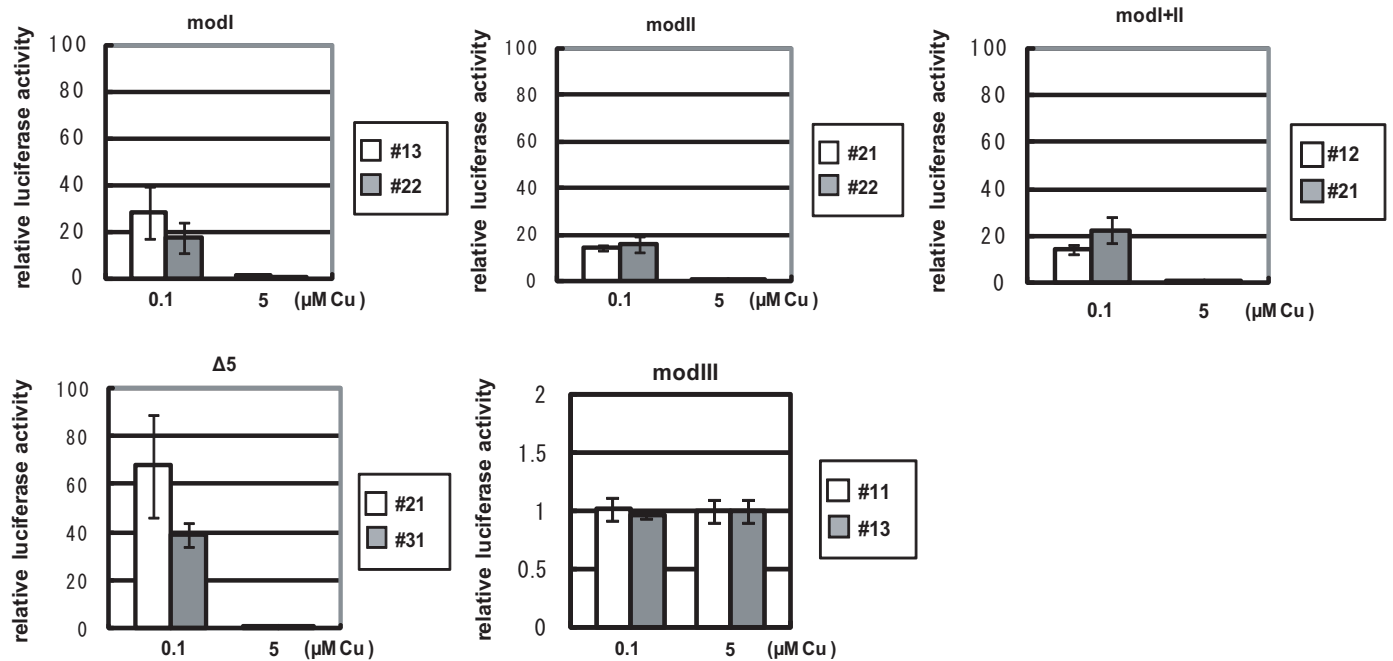 modI
relative luciferase activity
100
80
60
40
20
0
0.1 5 (μM Cu )
#13
#22
modII
relative luciferase activity
100
80
60
40
20
0
0.1 5 (μM Cu )
#21
#22
modI+II
relative luciferase activity
100
80
60
40
20
0
0.1 5 (μM Cu )
#12
#21
Δ5
relative luciferase activity
100
80
60
40
20
0
0.1 5 (μM Cu )
#21
#31
modIII
relative luciferase activity
2
1.5
1
0.5
0
0.1 5 (μM Cu )
#11
#13